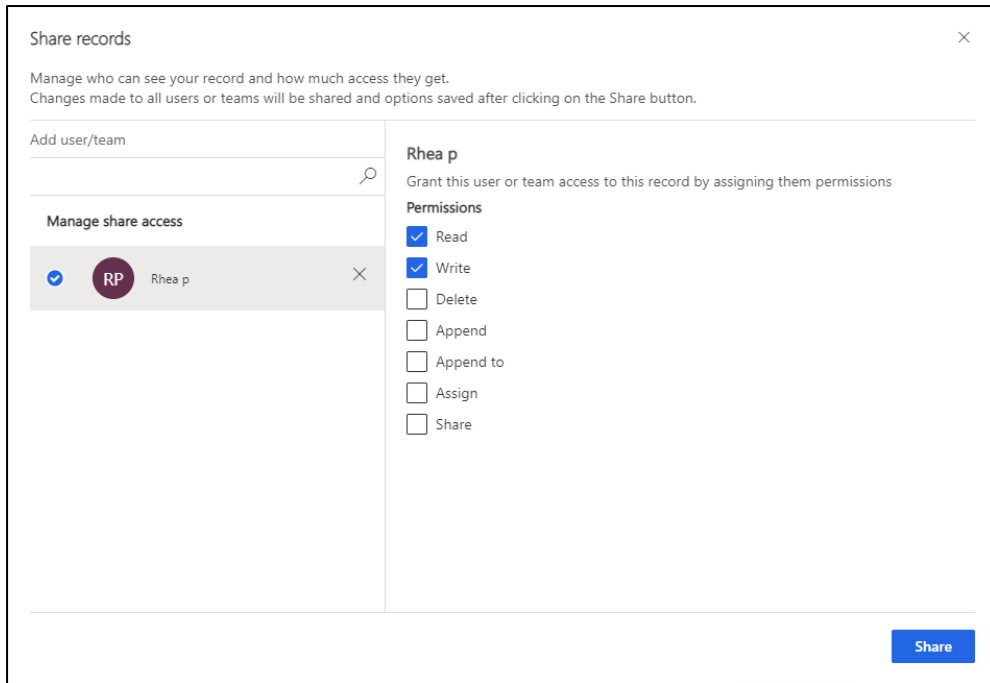 Share records
Manage who can see your record and how much access they get.
Changes made to all users or teams will be shared and options saved after clicking on the Share button.
Add user/team
Manage share access
RP Rhea p
Rhea p
Grant this user or team access to this record by assigning them permissions
Permissions
Read
Write
Delete
Append
Append to
Assign
Share
Share